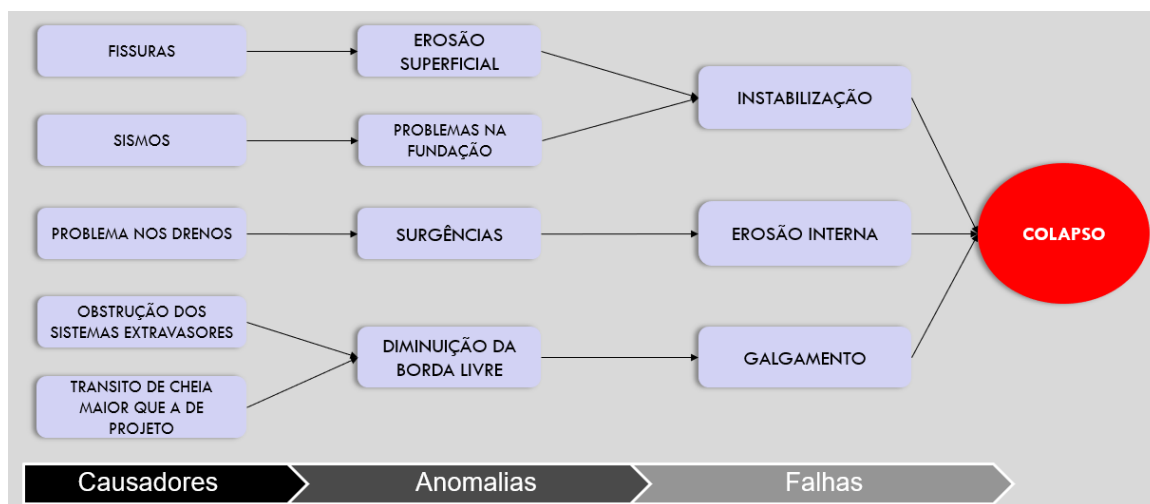 FISSURAS
EROSÃO
SUPERFICIAL
INSTABILIZAÇÃO
SISMOS
PROBLEMAS NA
FUNDAÇÃO
PROBLEMA NOS DRENOS
SURGÊNCIAS
EROSÃO INTERNA
COLAPSO
OBSTRUÇÃO DOS
SISTEMAS EXTRAVASORES
DIMINUIÇÃO DA
BORDA LIVRE
GALGAMENTO
TRANSITO DE CHEIA
MAIOR QUE A DE
PROJETO
Causadores
Anomalias
Falhas